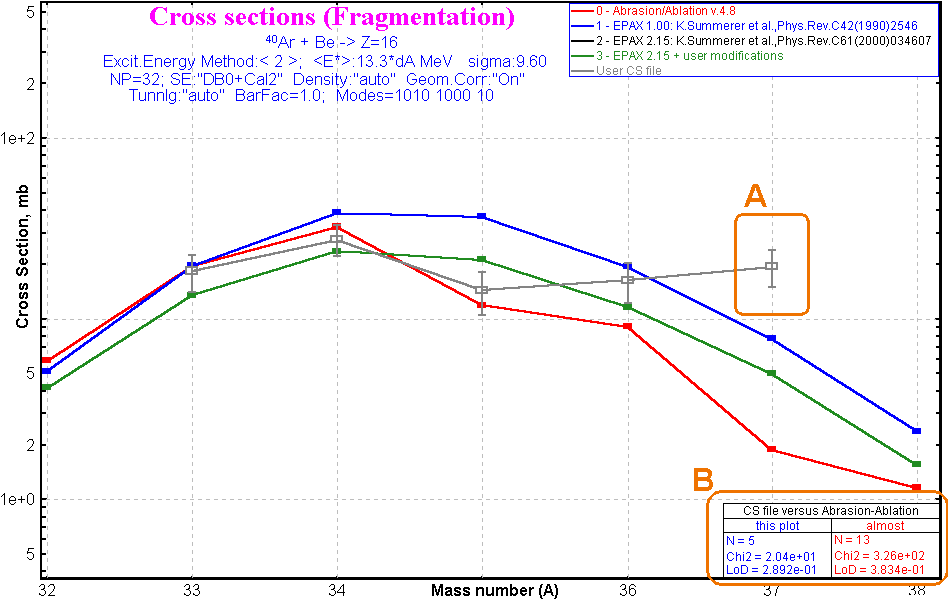 Cross sections (Fragmentation)
40Ar + Be -> Z=16
Excit.Energy Method:< 2 >; <E*>:13.3*dA MeV sigma:9.60
NP=32; SE:"DB0+Cal2" Density:"auto" Geom.Corr:"On"
Tunnlg:"auto" BarFac=1.0; Modes=1010 1000 10
0 - Abrasion/Ablation v.4.8
1 - EPAX 1.00: K.Summerer et al.,Phys.Rev.C42(1990)2546
2 - EPAX 2.15: K.Summerer et al.,Phys.Rev.C61(2000)034607
3 - EPAX 2.15 + user modifications
User CS file
5
2
1e+2
5
2
1e+0
5
Cross Section, mb
A
B
CS file versus Abrasion-Ablation
this plot almost
N = 5 N = 13
Chi2 = 2.04e+01 Chi2 = 3.26e+02
LoD = 2.892e-01 LoD = 3.834e-01
32 33 34 35 36 37 38
Mass number (A)